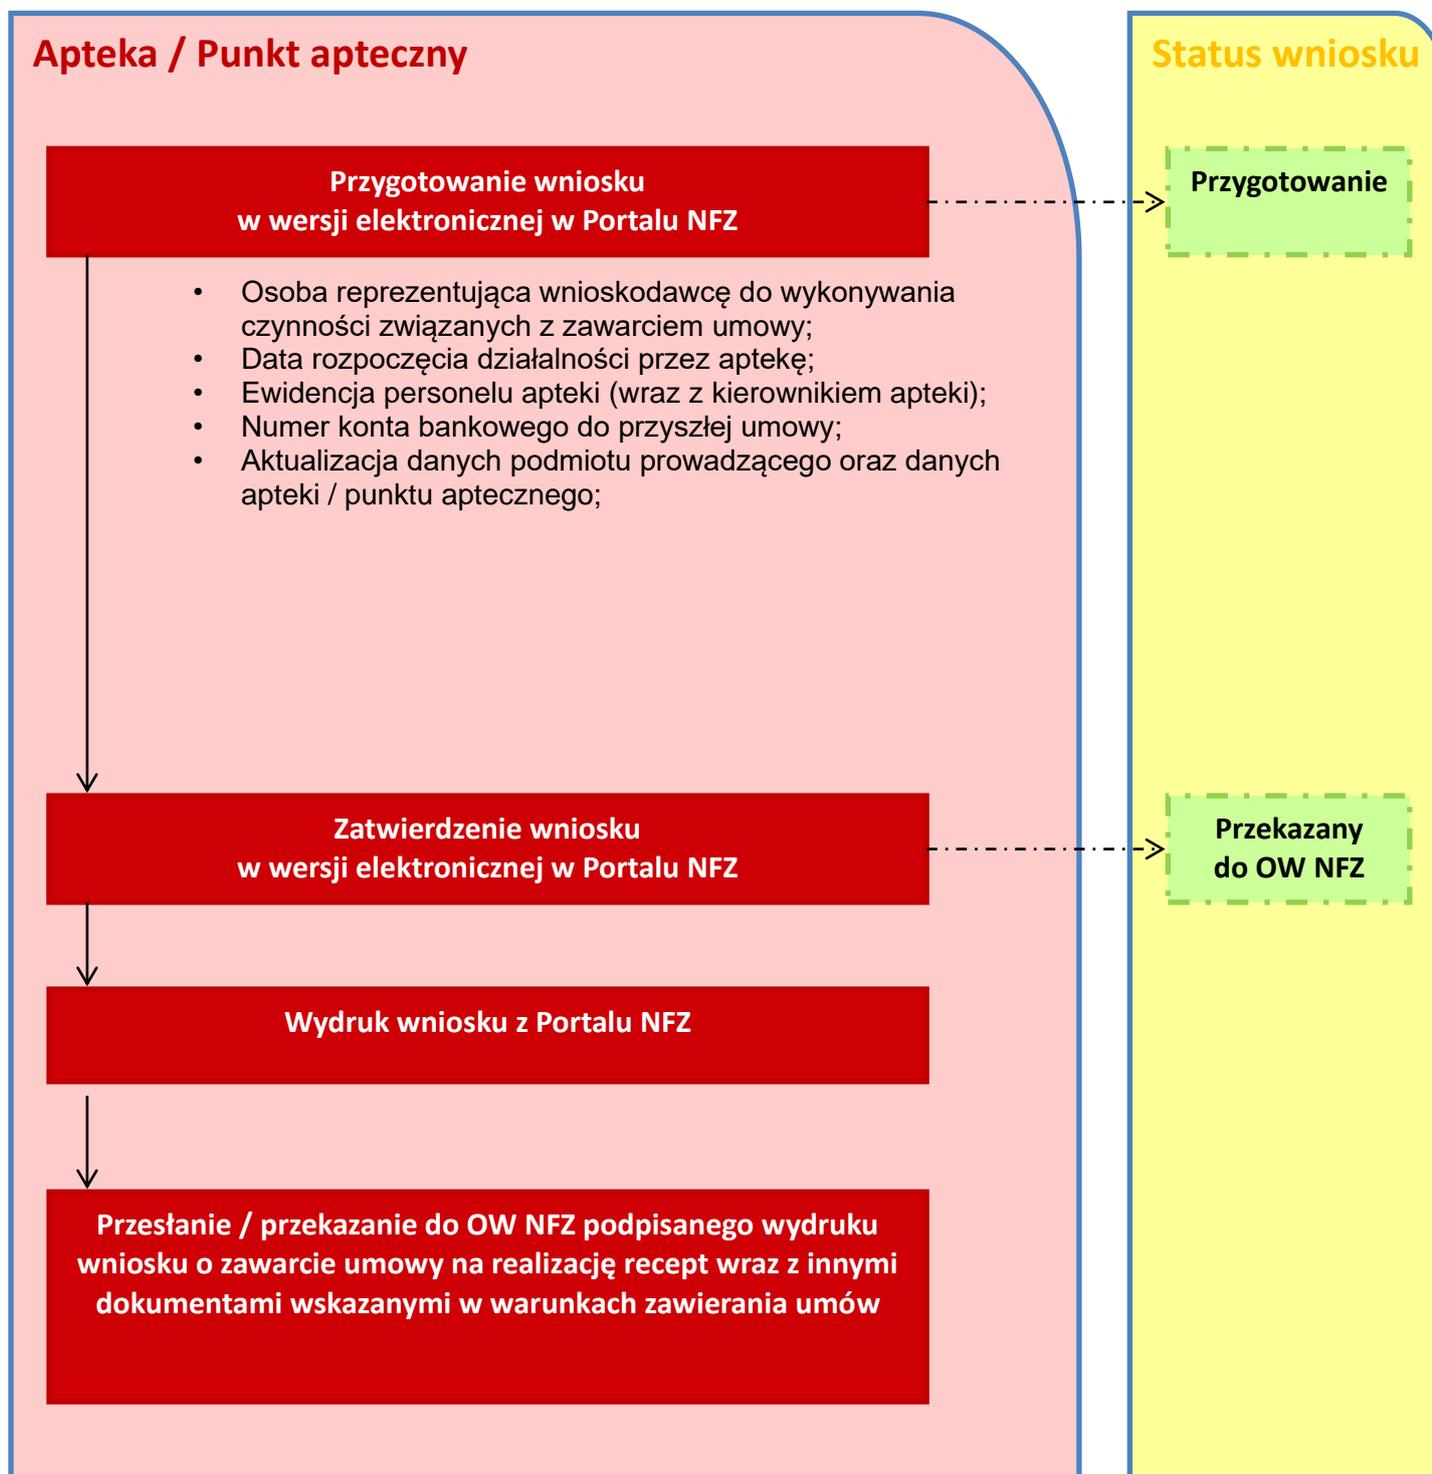 Apteka / Punkt apteczny
Status wniosku
Przygotowanie wniosku
w wersji elektronicznej w Portalu NFZ
Przygotowanie
• Osoba reprezentująca wnioskodawcę do wykonywania
czynności związanych z zawarciem umowy;
• Data rozpoczęcia działalności przez aptekę;
• Ewidencja personelu apteki (wraz z kierownikiem apteki);
• Numer konta bankowego do przyszłej umowy;
• Aktualizacja danych podmiotu prowadzącego oraz danych
apteki / punktu aptecznego;
Zatwierdzenie wniosku
w wersji elektronicznej w Portalu NFZ
Przekazany
do OW NFZ
Wydruk wniosku z Portalu NFZ
Przesłanie / przekazanie do OW NFZ podpisanego wydruku
wniosku o zawarcie umowy na realizację recept wraz z innymi
dokumentami wskazanymi w warunkach zawierania umów